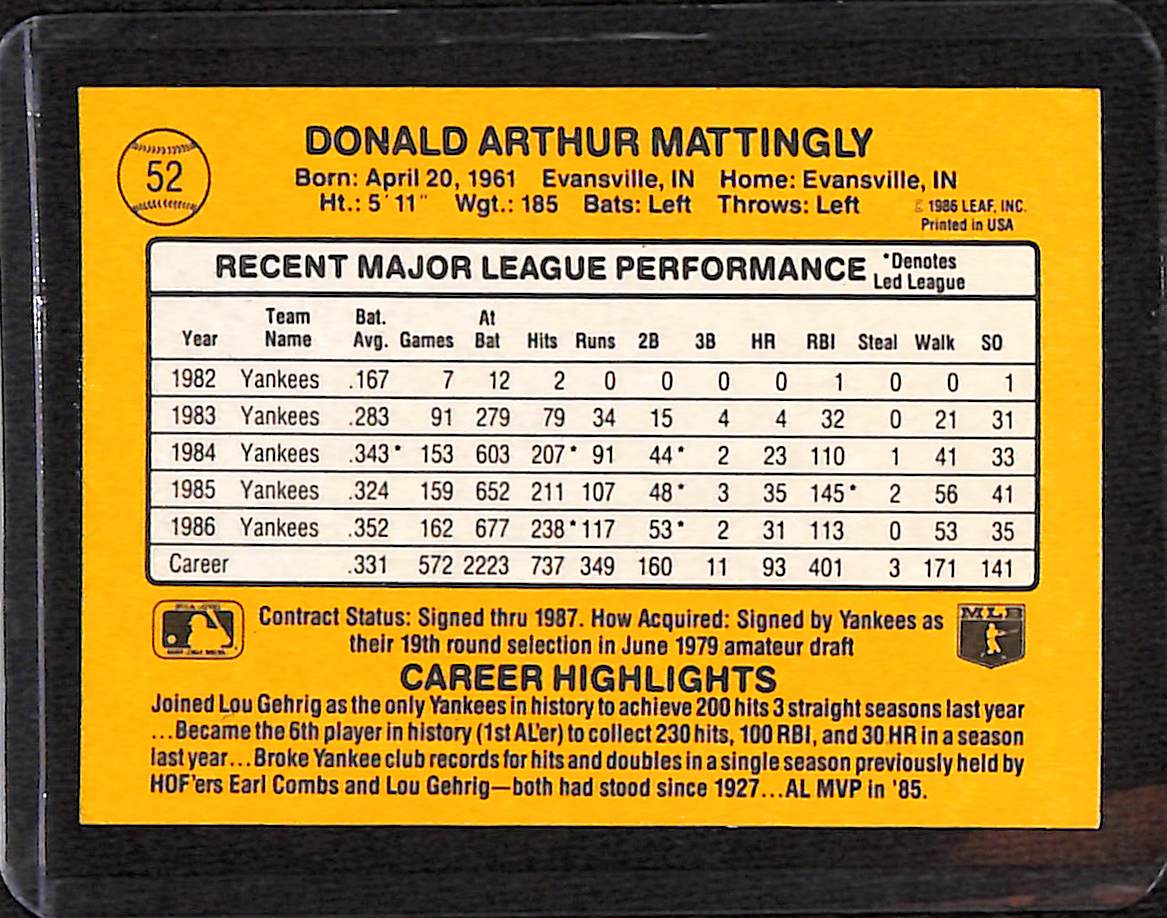 52
DONALD ARTHUR MATTINGLY
Born: April 20, 1961 Evansville, IN Home: Evansville, IN
Ht.: 5' 11" Wgt.: 185 Bats: Left Throws: Left
© 1986 LEAF, INC.
Printed in USA
RECENT MAJOR LEAGUE PERFORMANCE *Denotes Led League
Year Team Name Bat. Avg. Games At Bat Hits Runs 2B 3B HR RBI Steal Walk SO
1982 Yankees .167 7 12 2 0 0 0 0 1 0 0 1
1983 Yankees .283 91 279 79 34 15 4 4 32 0 21 31
1984 Yankees .343* 153 603 207* 91 44* 2 23 110 1 41 33
1985 Yankees .324 159 652 211 107 48* 3 35 145* 2 56 41
1986 Yankees .352 162 677 238* 117 53* 2 31 113 0 53 35
Career .331 572 2223 737 349 160 11 93 401 3 171 141
Contract Status: Signed thru 1987. How Acquired: Signed by Yankees as
their 19th round selection in June 1979 amateur draft
MLB
CAREER HIGHLIGHTS
Joined Lou Gehrig as the only Yankees in history to achieve 200 hits 3 straight seasons last year
...Became the 6th player in history (1st AL'er) to collect 230 hits, 100 RBI, and 30 HR in a season
last year...Broke Yankee club records for hits and doubles in a single season previously held by
HOF'ers Earl Combs and Lou Gehrig—both had stood since 1927...AL MVP in '85.